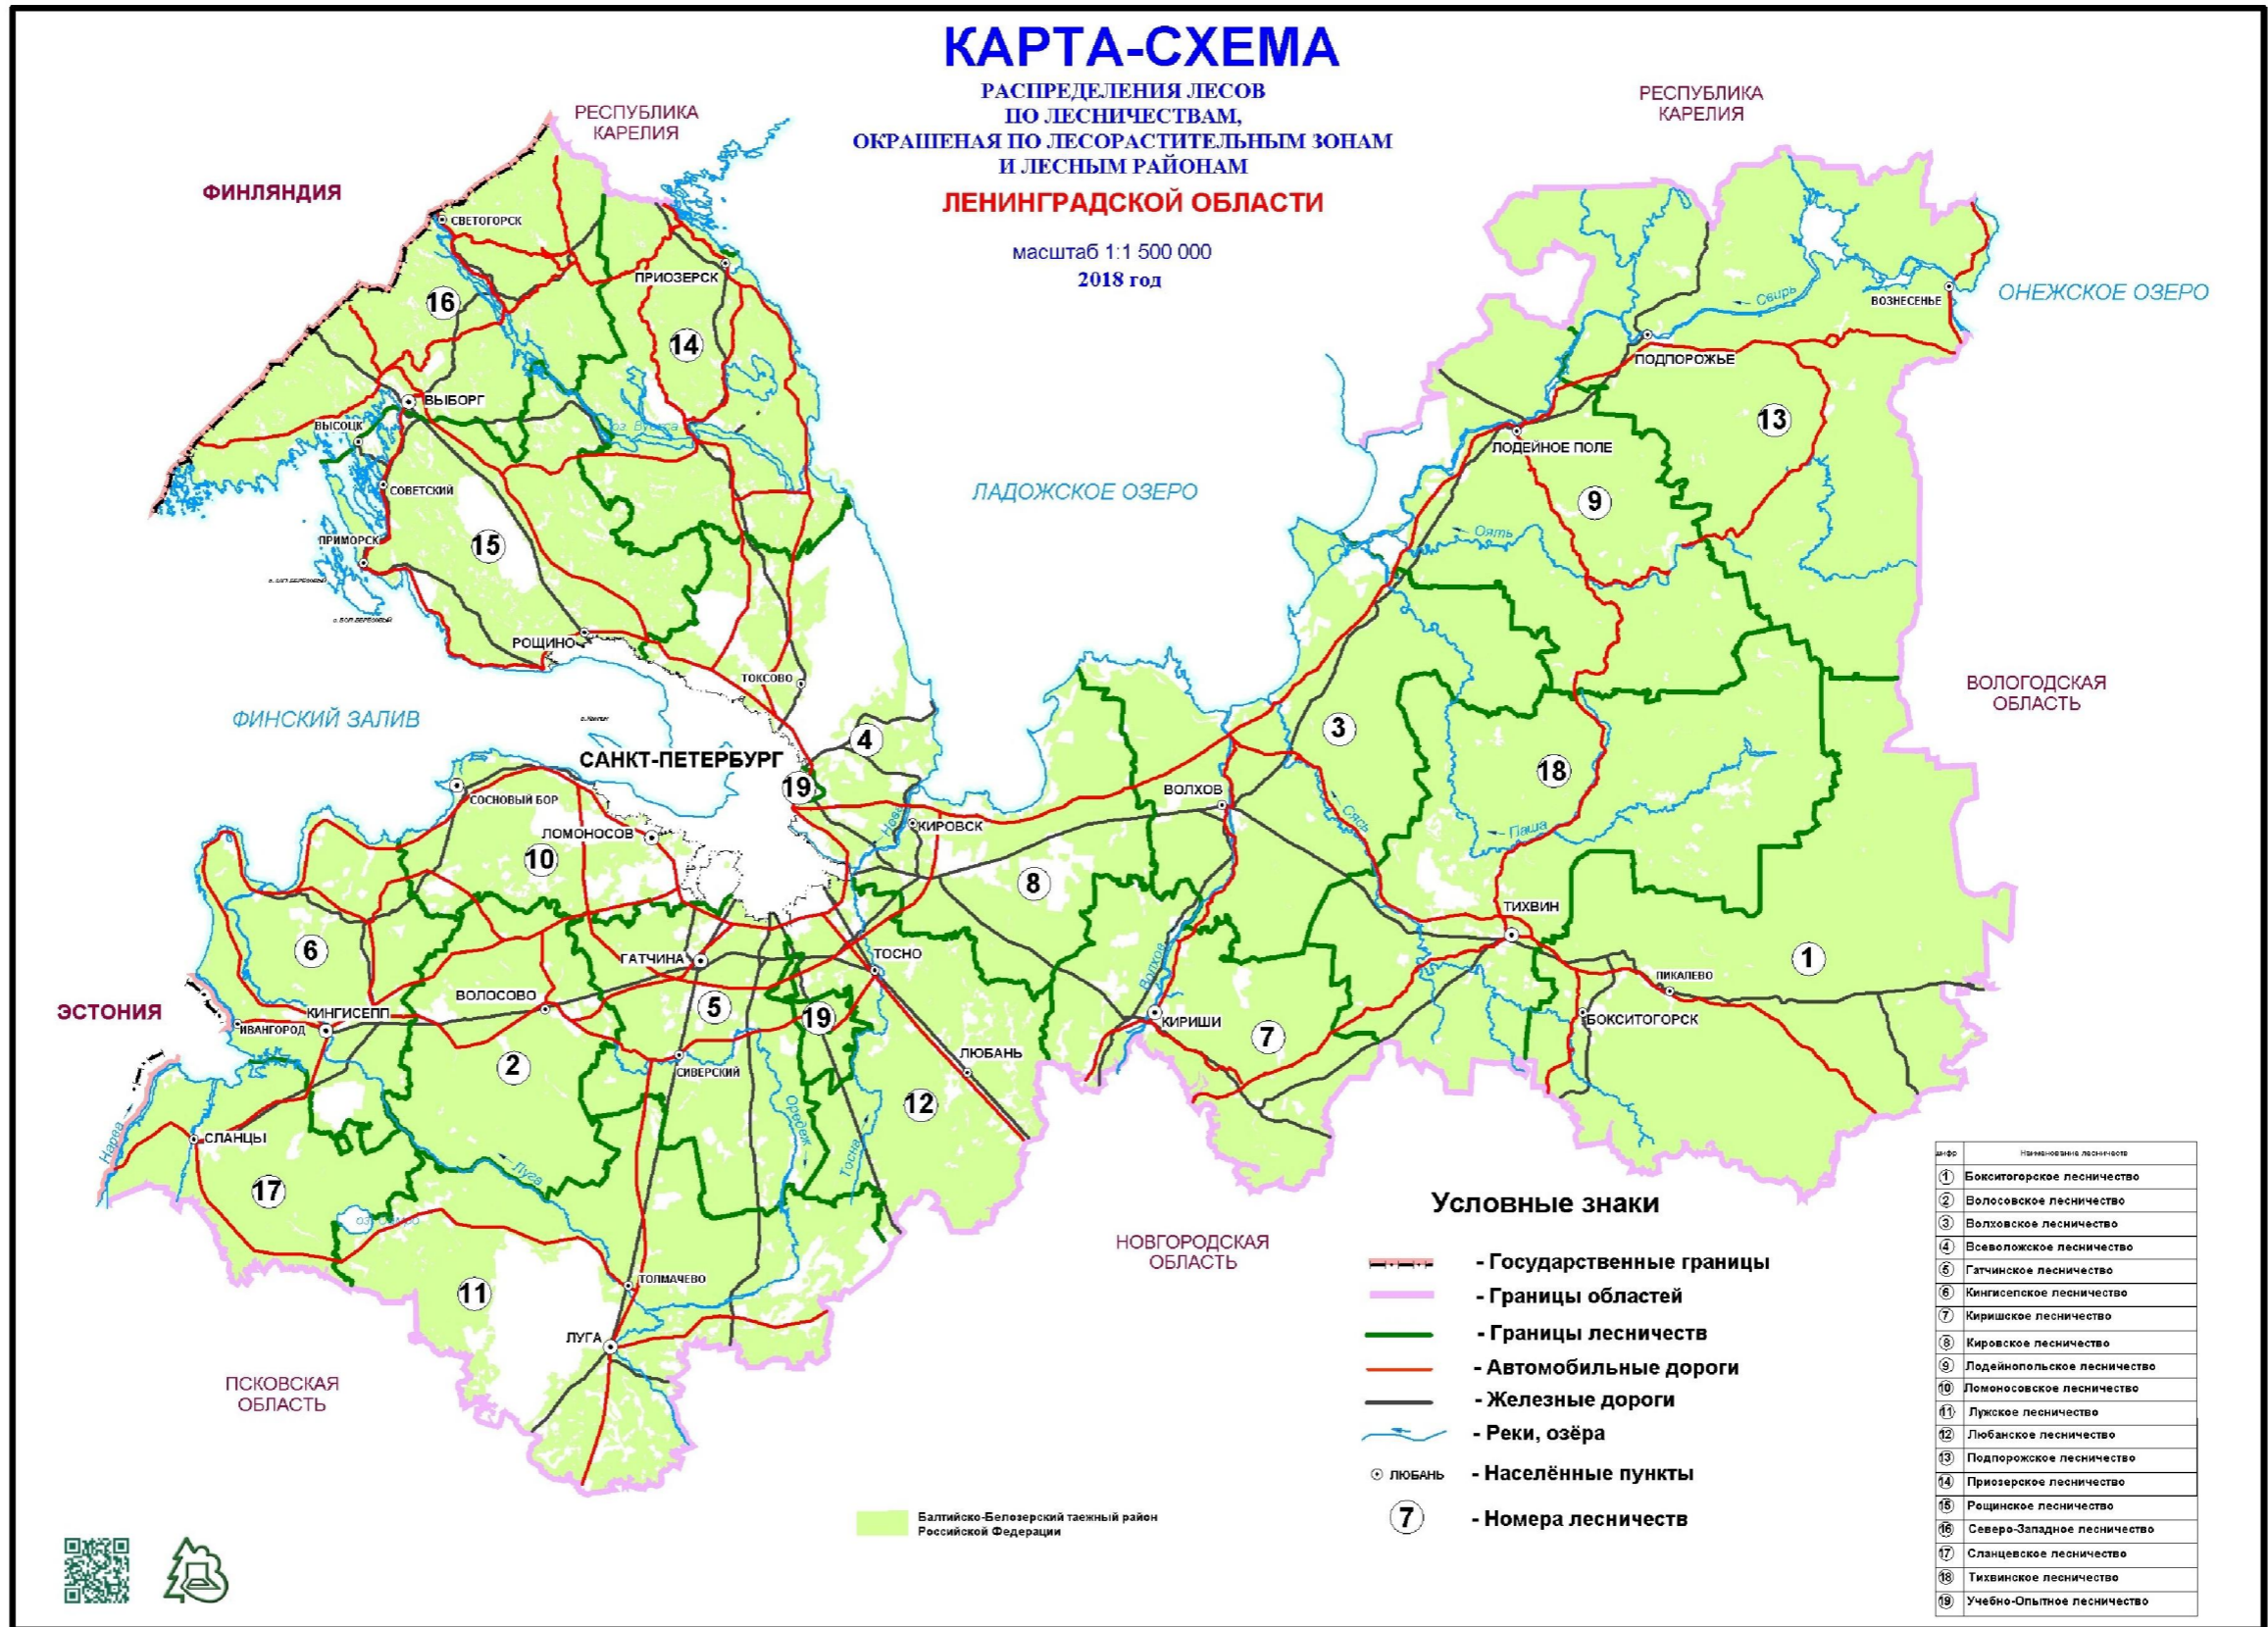 КАРТА-СХЕМА
РАСПРЕДЕЛЕНИЯ ЛЕСОВ
ПО ЛЕСНИЧЕСТВАМ,
ОКРАШЕНАЯ ПО ЛЕСОРАСТИТЕЛЬНЫМ ЗОНАМ
И ЛЕСНЫМ РАЙОНАМ
ЛЕНИНГРАДСКОЙ ОБЛАСТИ
масштаб 1:1 500 000
2018 год
РЕСПУБЛИКА
КАРЕЛИЯ
РЕСПУБЛИКА
КАРЕЛИЯ
ФИНЛЯНДИЯ
СВЕТОГОРСК
ПРИОЗЕРСК
16
14
ВОЗНЕСЕНЬЕ
ОНЕЖСКОЕ ОЗЕРО
Свирь
ПОДПОРОЖЬЕ
ВЫБОРГ
ВЫСОЦК
оз. Вуокса
13
ЛОДЕЙНОЕ ПОЛЕ
СОВЕТСКИЙ
ЛАДОЖСКОЕ ОЗЕРО
9
ПРИМОРСК
15
Оять
РОЩИНО
ТОКСОВО
ВОЛОГОДСКАЯ
ОБЛАСТЬ
ФИНСКИЙ ЗАЛИВ
4
3
САНКТ-ПЕТЕРБУРГ
19
18
СОСНОВЫЙ БОР
ВОЛХОВ
Сясь
Нева
КИРОВСК
ЛОМОНОСОВ
Паша
10
8
ТИХВИН
6
ГАТЧИНА
ТОСНО
Волхов
1
ПИКАЛЕВО
ВОЛОСОВО
5
ЭСТОНИЯ
КИНГИСЕПП
ИВАНГОРОД
19
КИРИШИ
БОКСИТОГОРСК
7
2
СИВЕРСКИЙ
ЛЮБАНЬ
12
Оредеж
Нарва
СЛАНЦЫ
Тосна
Луга
17
11
ТОЛМАЧЕВО
ЛУГА
НОВГОРОДСКАЯ
ОБЛАСТЬ
ПСКОВСКАЯ
ОБЛАСТЬ
Условные знаки
- Государственные границы
- Границы областей
- Границы лесничеств
- Автомобильные дороги
- Железные дороги
- Реки, озёра
ЛЮБАНЬ - Населённые пункты
7 - Номера лесничеств
Балтийско-Белозерский таежный район
Российской Федерации
шифр Наименование лесничеств
1 Бокситогорское лесничество
2 Волосовское лесничество
3 Волховское лесничество
4 Всеволожское лесничество
5 Гатчинское лесничество
6 Кингисепское лесничество
7 Киришское лесничество
8 Кировское лесничество
9 Лодейнопольское лесничество
10 Ломоносовское лесничество
11 Лужское лесничество
12 Любанское лесничество
13 Подпорожское лесничество
14 Приозерское лесничество
15 Рощинское лесничество
16 Северо-Западное лесничество
17 Сланцевское лесничество
18 Тихвинское лесничество
19 Учебно-Опытное лесничество